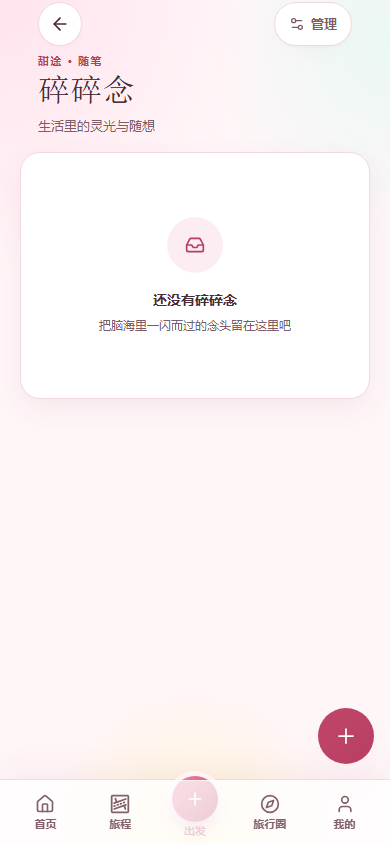 管理
甜途 • 随笔
碎碎念
生活里的灵光与随想
还没有碎碎念
把脑海里一闪而过的念头留在这里吧
首页
旅程
出发
旅行圈
我的